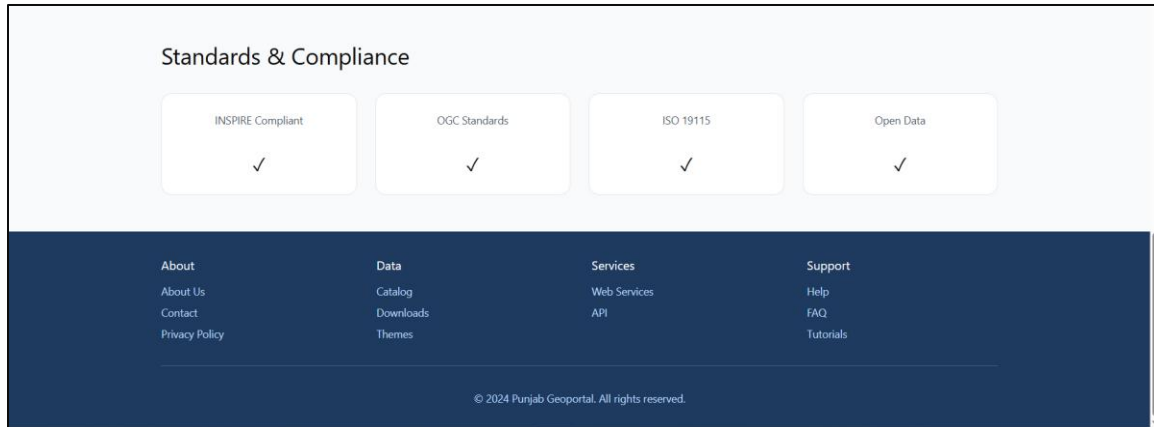 Standards & Compliance
INSPIRE Compliant
✓
OGC Standards
✓
ISO 19115
✓
Open Data
✓
About
About Us
Contact
Privacy Policy
Data
Catalog
Downloads
Themes
Services
Web Services
API
Support
Help
FAQ
Tutorials
© 2024 Punjab Geoportal. All rights reserved.